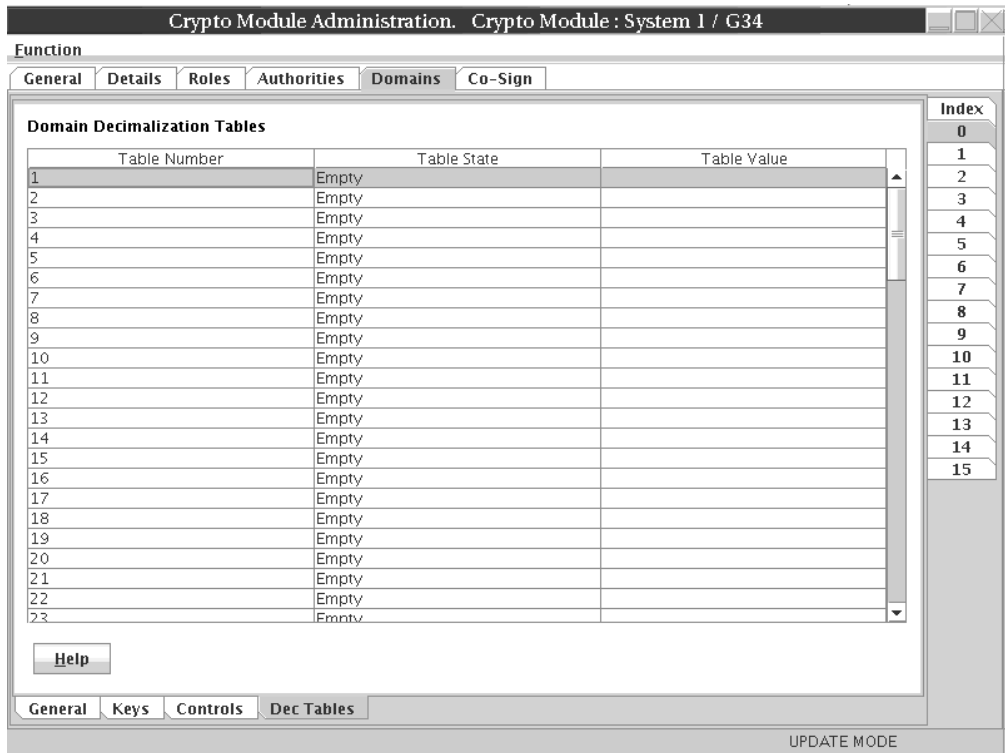 Crypto Module Administration. Crypto Module : System 1 / G34
Function
General Details Roles Authorities Domains Co-Sign
Index
0
1
2
3
4
5
6
7
8
9
10
11
12
13
14
15
Domain Decimalization Tables
Table Number Table State Table Value
1 Empty
2 Empty
3 Empty
4 Empty
5 Empty
6 Empty
7 Empty
8 Empty
9 Empty
10 Empty
11 Empty
12 Empty
13 Empty
14 Empty
15 Empty
16 Empty
17 Empty
18 Empty
19 Empty
20 Empty
21 Empty
22 Empty
23 Empty
Help
General Keys Controls Dec Tables
UPDATE MODE